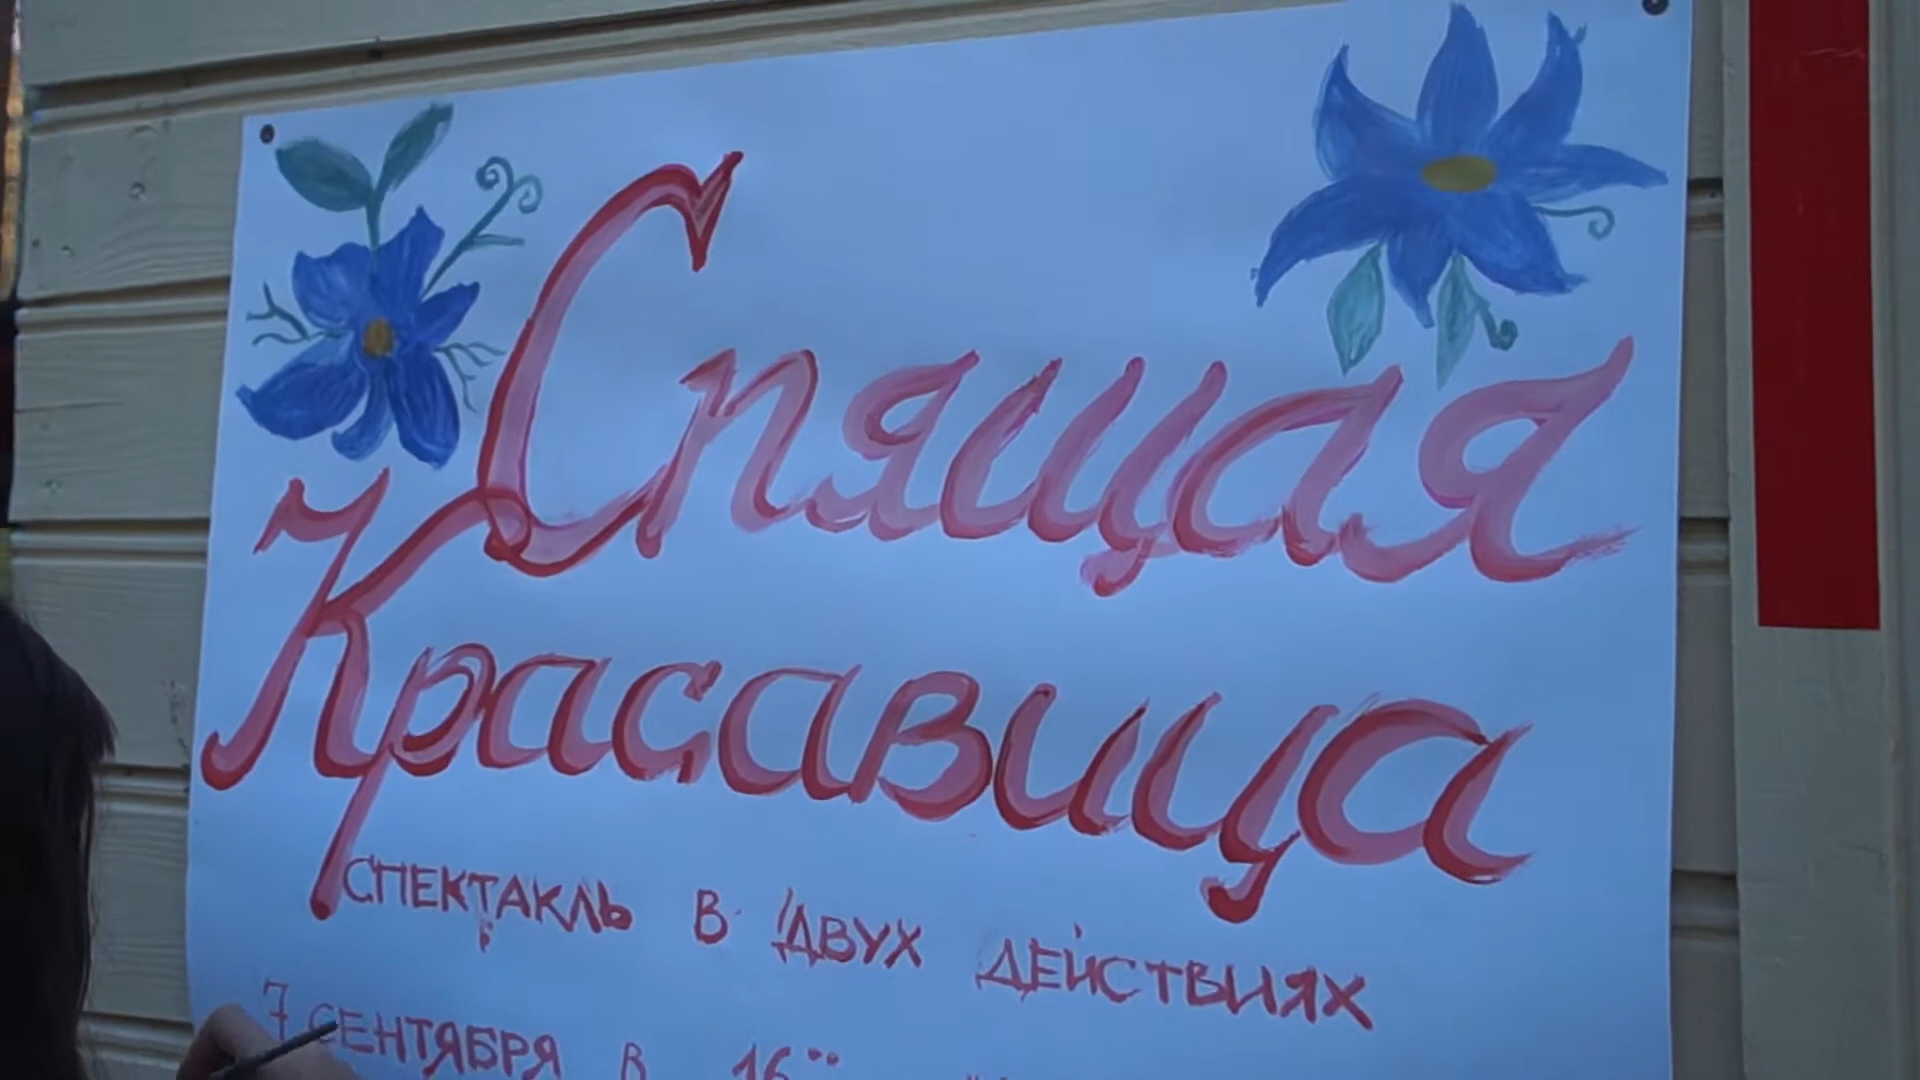 Спящая
Красавица
СПЕКТАКЛЬ В ДВУХ ДЕЙСТВИЯХ
7 СЕНТЯБРЯ В 16°°